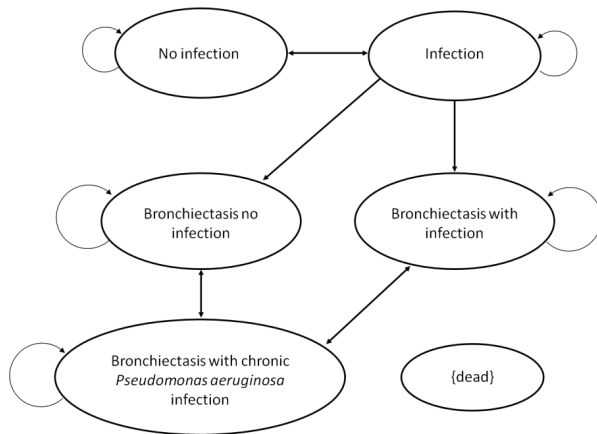 No infection
Infection
Bronchiectasis no
infection
Bronchiectasis with
infection
Bronchiectasis with chronic
Pseudomonas aeruginosa
infection
{dead}